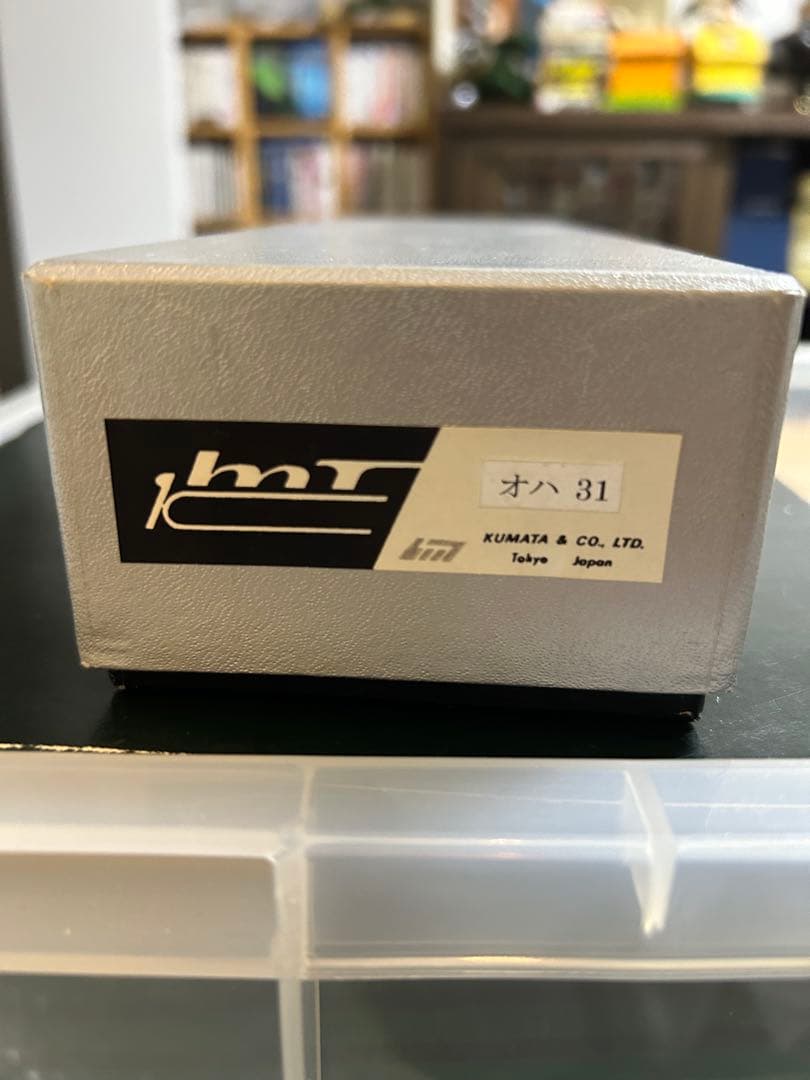 KMT
オハ 31
KUMATA & CO., LTD.
Tokyo Japan